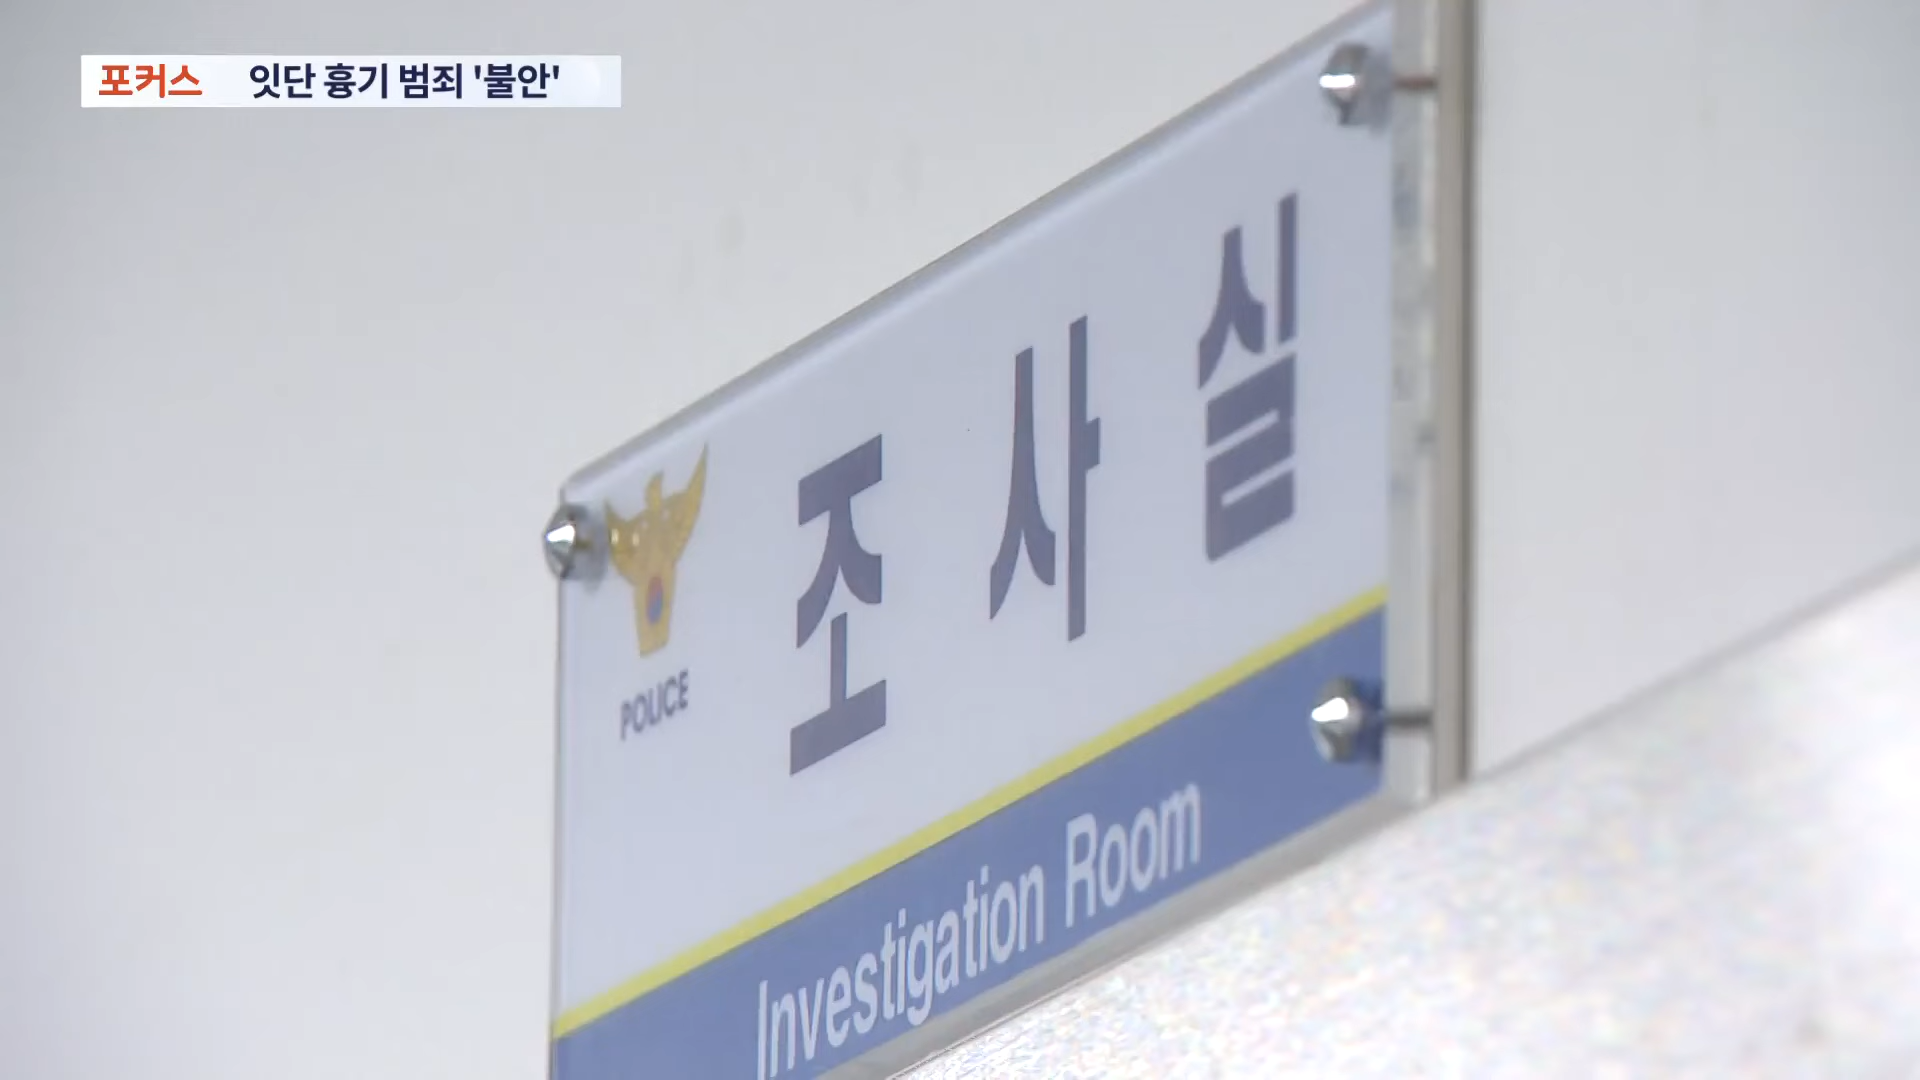 포커스 잇단 흉기 범죄 '불안'
조사실
POLICE
Investigation Room